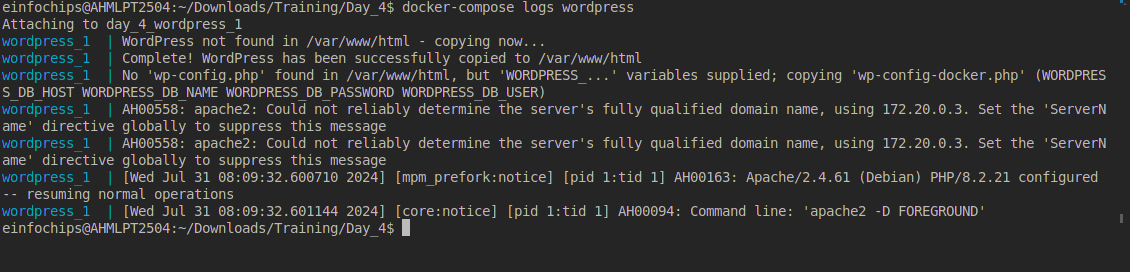 einfochips@AHMLPT2504:~/Downloads/Training/Day_4$ docker-compose logs wordpress
Attaching to day_4_wordpress_1
wordpress_1  | WordPress not found in /var/www/html - copying now...
wordpress_1  | Complete! WordPress has been successfully copied to /var/www/html
wordpress_1  | No 'wp-config.php' found in /var/www/html, but 'WORDPRESS_...' variables supplied; copying 'wp-config-docker.php' (WORDPRES
S_DB_HOST WORDPRESS_DB_NAME WORDPRESS_DB_PASSWORD WORDPRESS_DB_USER)
wordpress_1  | AH00558: apache2: Could not reliably determine the server's fully qualified domain name, using 172.20.0.3. Set the 'ServerN
ame' directive globally to suppress this message
wordpress_1  | AH00558: apache2: Could not reliably determine the server's fully qualified domain name, using 172.20.0.3. Set the 'ServerN
ame' directive globally to suppress this message
wordpress_1  | [Wed Jul 31 08:09:32.600710 2024] [mpm_prefork:notice] [pid 1:tid 1] AH00163: Apache/2.4.61 (Debian) PHP/8.2.21 configured
-- resuming normal operations
wordpress_1  | [Wed Jul 31 08:09:32.601144 2024] [core:notice] [pid 1:tid 1] AH00094: Command line: 'apache2 -D FOREGROUND'
einfochips@AHMLPT2504:~/Downloads/Training/Day_4$